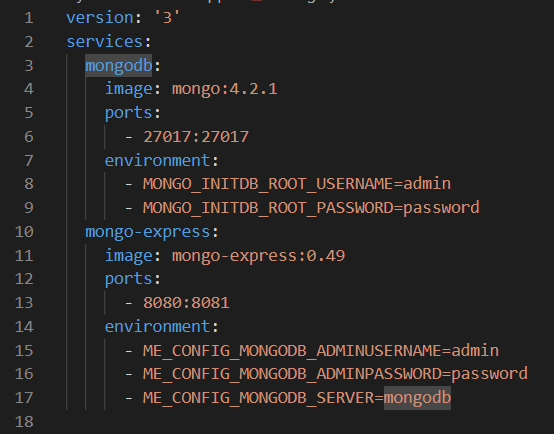 1 version: '3'
2 services:
3 mongodb:
4 image: mongo:4.2.1
5 ports:
6 - 27017:27017
7 environment:
8 - MONGO_INITDB_ROOT_USERNAME=admin
9 - MONGO_INITDB_ROOT_PASSWORD=password
10 mongo-express:
11 image: mongo-express:0.49
12 ports:
13 - 8080:8081
14 environment:
15 - ME_CONFIG_MONGODB_ADMINUSERNAME=admin
16 - ME_CONFIG_MONGODB_ADMINPASSWORD=password
17 - ME_CONFIG_MONGODB_SERVER=mongodb
18